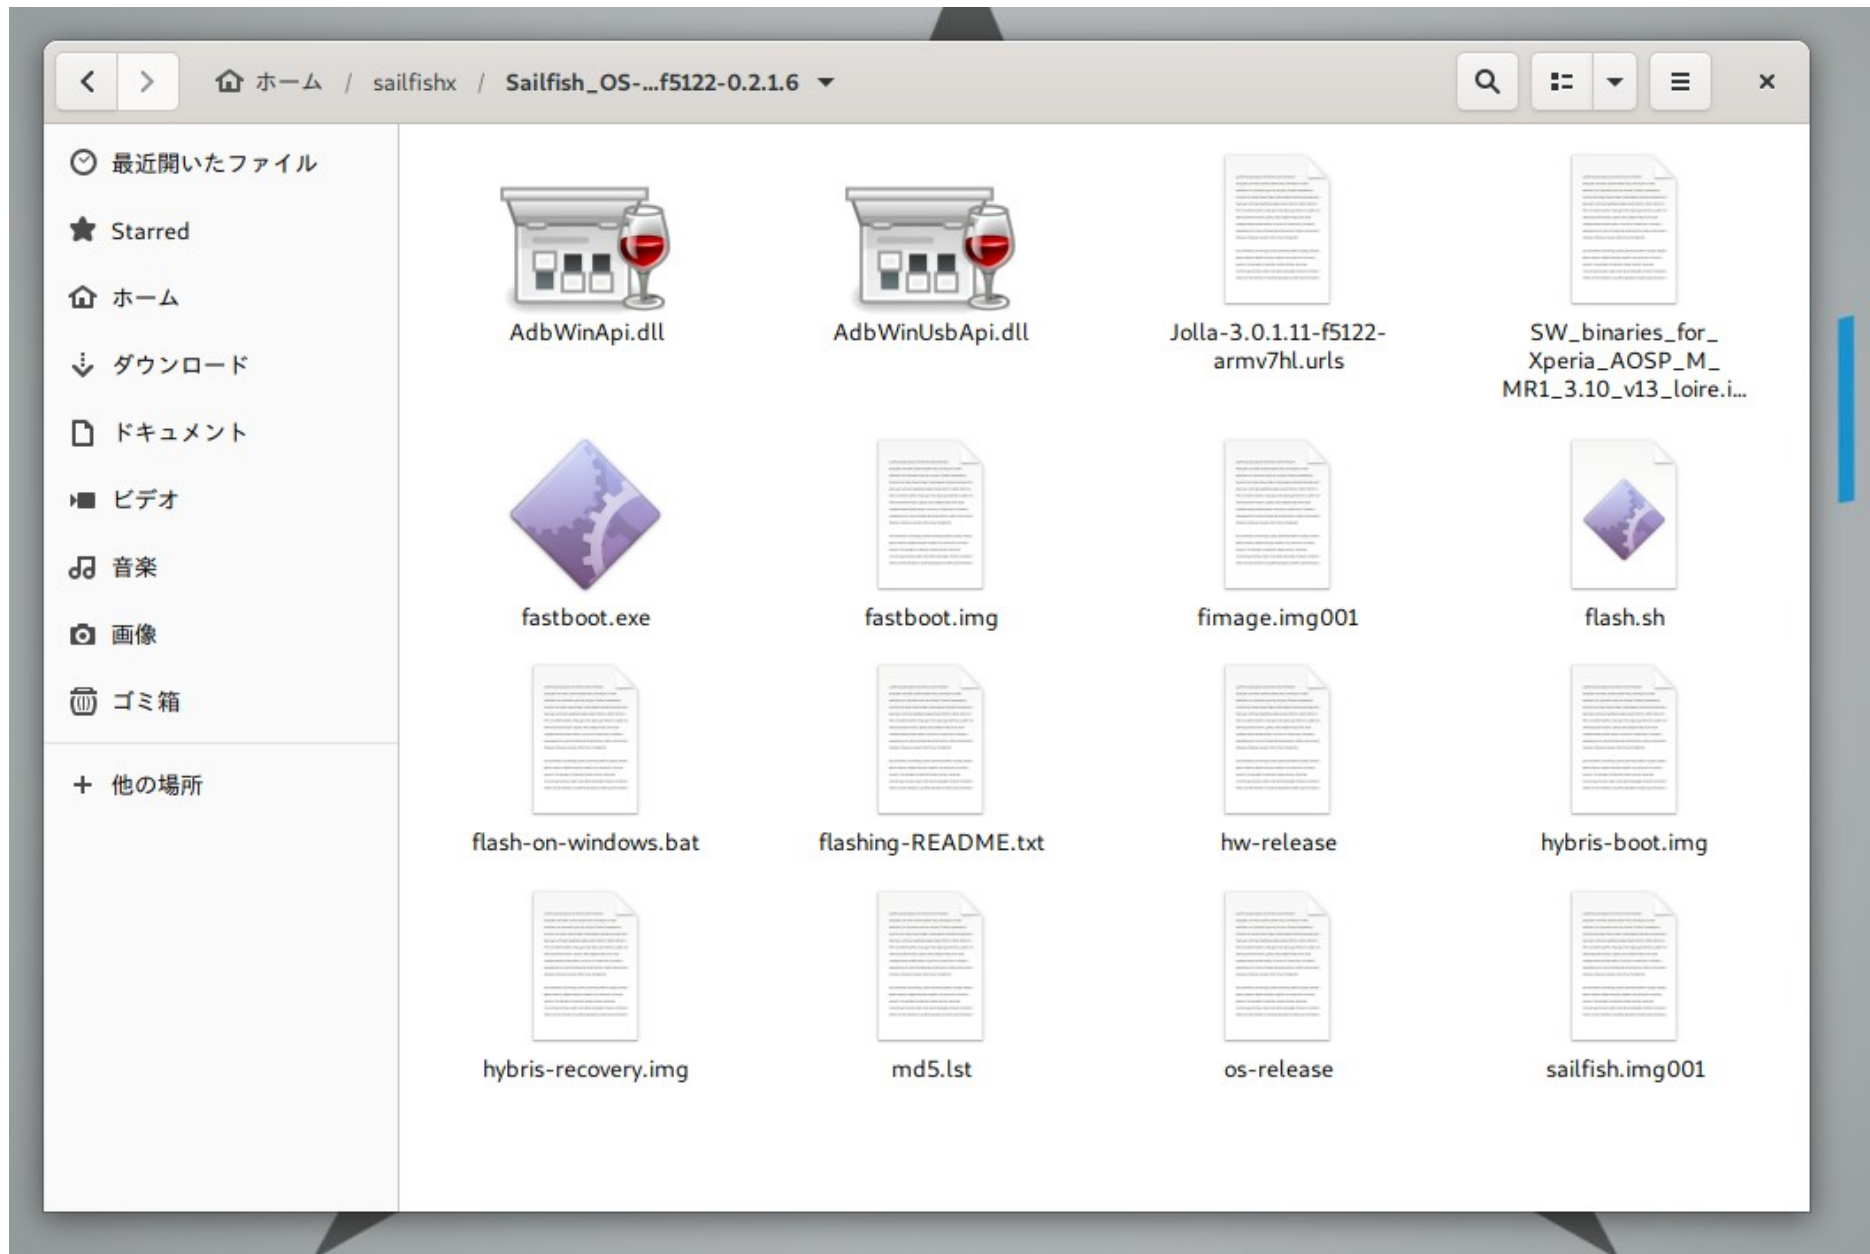 ホーム / sailfishx / Sailfish_OS-...f5122-0.2.1.6
最近開いたファイル
Starred
ホーム
ダウンロード
ドキュメント
ビデオ
音楽
画像
ゴミ箱
他の場所
AdbWinApi.dll
AdbWinUsbApi.dll
Jolla-3.0.1.11-f5122-
armv7hl.urls
SW_binaries_for_
Xperia_AOSP_M_
MR1_3.10_v13_loire.i...
fastboot.exe
fastboot.img
fimage.img001
flash.sh
flash-on-windows.bat
flashing-README.txt
hw-release
hybris-boot.img
hybris-recovery.img
md5.lst
os-release
sailfish.img001